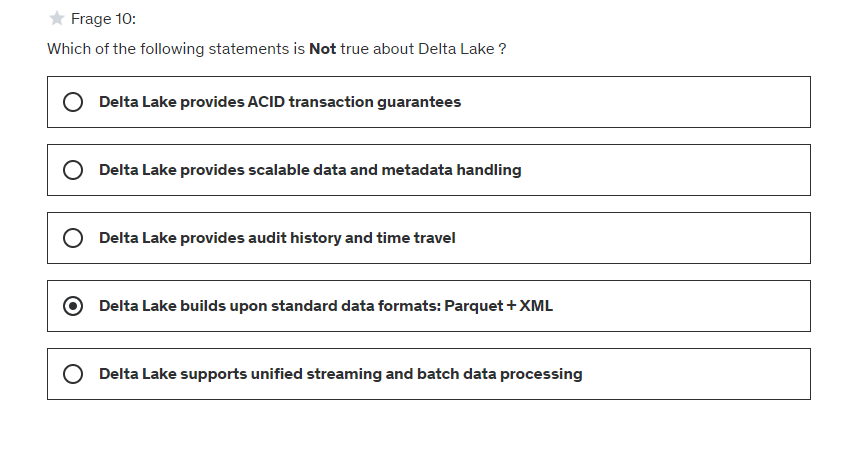 Frage 10:
Which of the following statements is Not true about Delta Lake ?
Delta Lake provides ACID transaction guarantees
Delta Lake provides scalable data and metadata handling
Delta Lake provides audit history and time travel
Delta Lake builds upon standard data formats: Parquet + XML
Delta Lake supports unified streaming and batch data processing